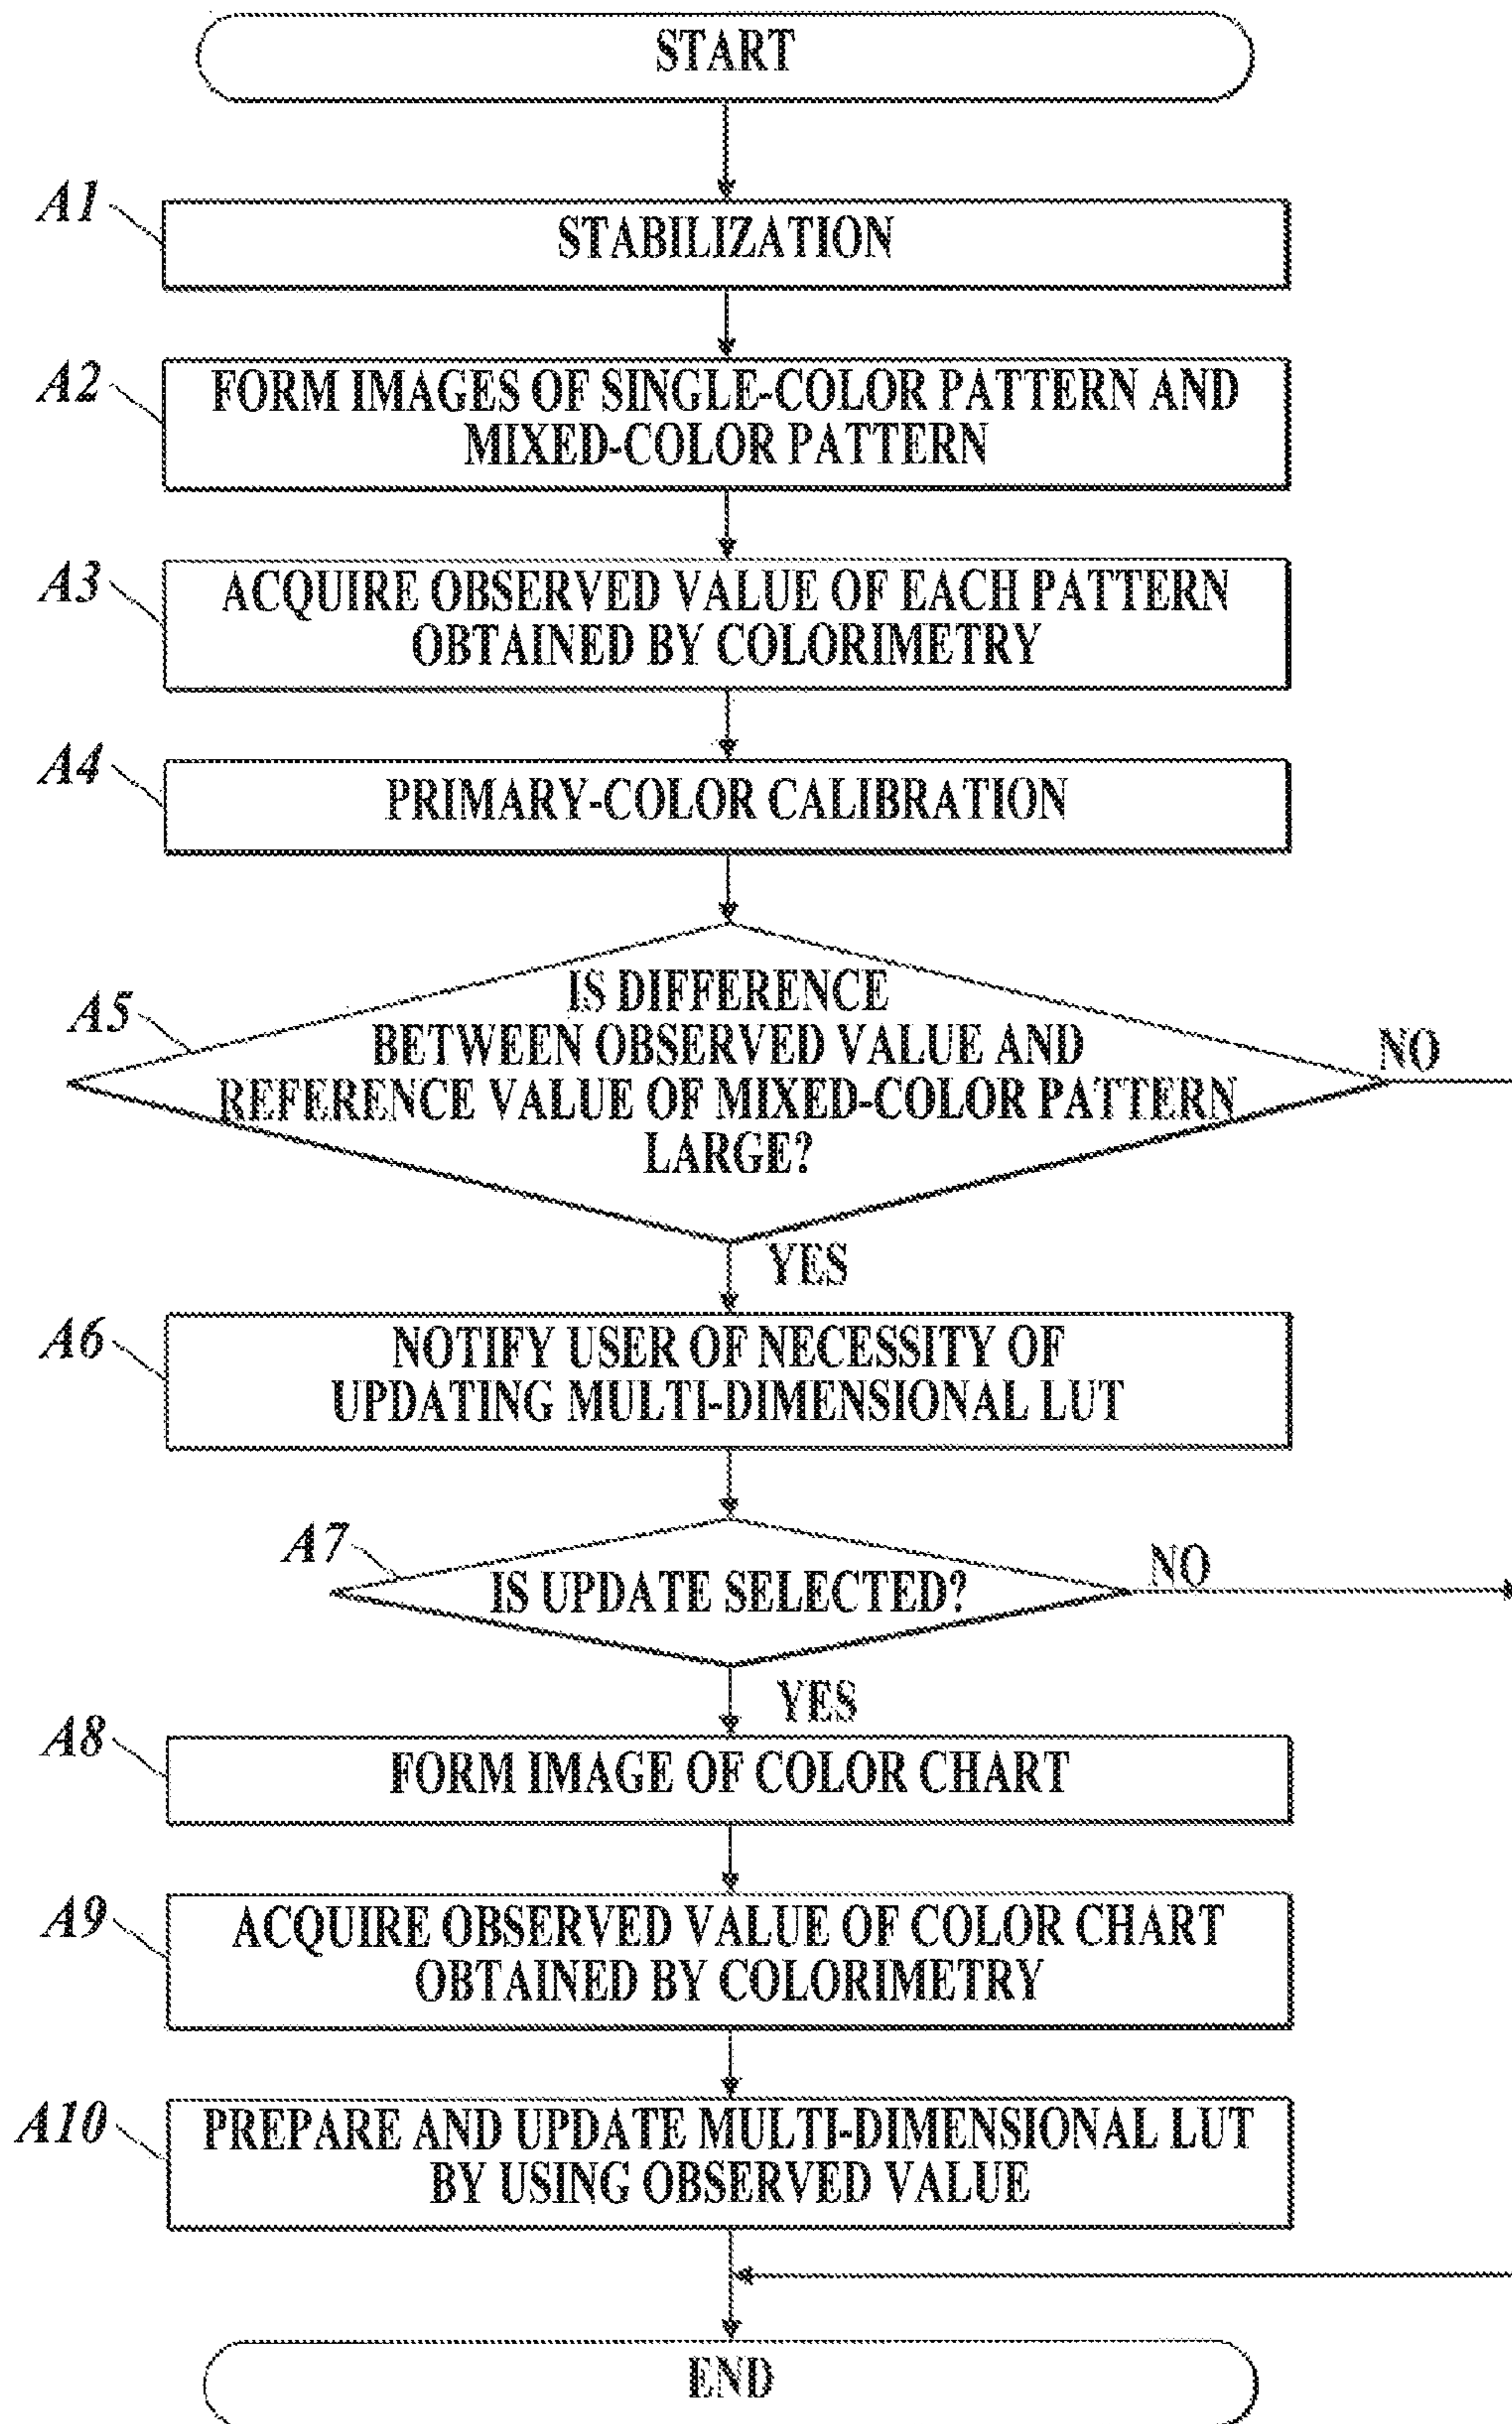 START
A1
STABILIZATION
A2
FORM IMAGES OF SINGLE-COLOR PATTERN AND
MIXED-COLOR PATTERN
A3
ACQUIRE OBSERVED VALUE OF EACH PATTERN
OBTAINED BY COLORIMETRY
A4
PRIMARY-COLOR CALIBRATION
A5
IS DIFFERENCE
BETWEEN OBSERVED VALUE AND
REFERENCE VALUE OF MIXED-COLOR PATTERN
LARGE?
NO
YES
A6
NOTIFY USER OF NECESSITY OF
UPDATING MULTI-DIMENSIONAL LUT
A7
IS UPDATE SELECTED?
NO
YES
A8
FORM IMAGE OF COLOR CHART
A9
ACQUIRE OBSERVED VALUE OF COLOR CHART
OBTAINED BY COLORIMETRY
A10
PREPARE AND UPDATE MULTI-DIMENSIONAL LUT
BY USING OBSERVED VALUE
END